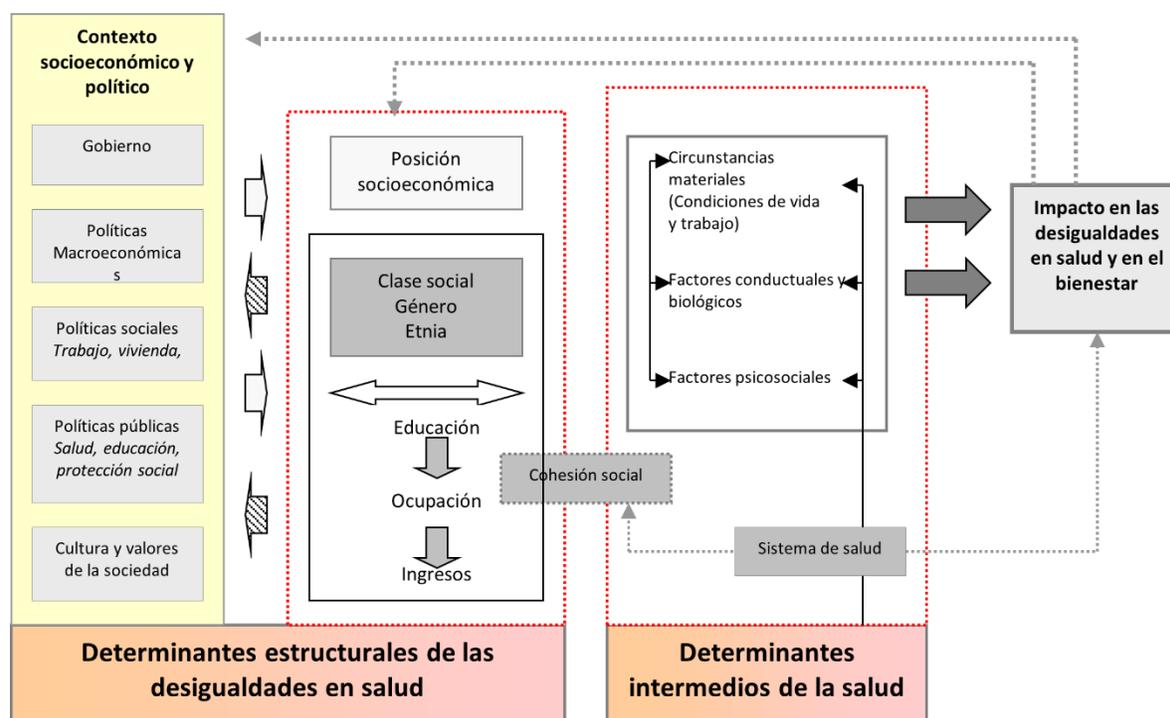 Contexto
socioeconómico y
político
Gobierno
Políticas
Macroeconómica
s
Políticas sociales
Trabajo, vivienda,
Políticas públicas
Salud, educación,
protección social
Cultura y valores
de la sociedad
Posición
socioeconómica
Clase social
Género
Etnia
Educación
Ocupación
Ingresos
Cohesión social
Circunstancias
materiales
(Condiciones de vida
y trabajo)
Factores conductuales y
biológicos
Factores psicosociales
Sistema de salud
Impacto en las
desigualdades
en salud y en el
bienestar
Determinantes estructurales de las
desigualdades en salud
Determinantes
intermedios de la salud